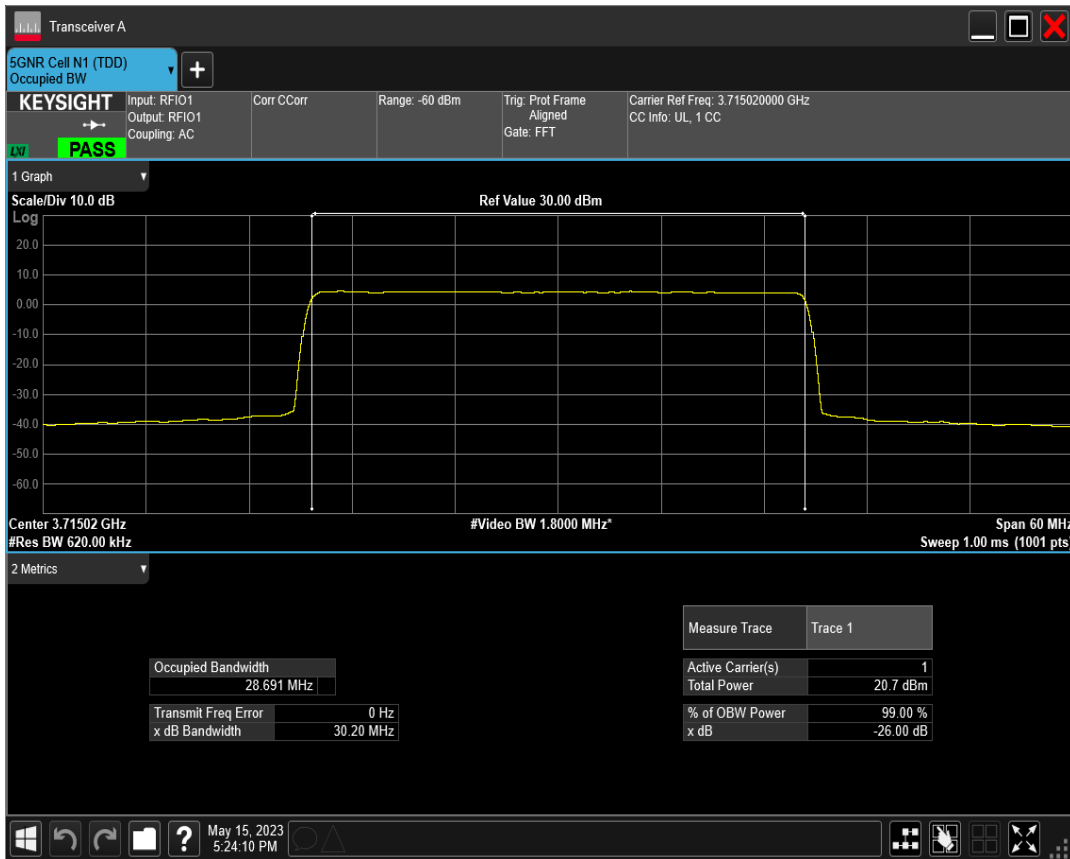 Transceiver A
5GNR Cell N1 (TDD)
Occupied BW
+
KEYSIGHT
LXI
PASS
Input: RFIO1
Output: RFIO1
Coupling: AC
Corr CCorr
Range: -60 dBm
Trig: Prot Frame
Aligned
Gate: FFT
Carrier Ref Freq: 3.715020000 GHz
CC Info: UL, 1 CC
1 Graph
Scale/Div 10.0 dB
Ref Value 30.00 dBm
Log
20.0
10.0
0.00
-10.0
-20.0
-30.0
-40.0
-50.0
-60.0
Center 3.71502 GHz
#Video BW 1.8000 MHz*
Span 60 MHz
#Res BW 620.00 kHz
Sweep 1.00 ms (1001 pts)
2 Metrics
Measure Trace Trace 1
Occupied Bandwidth
28.691 MHz
Transmit Freq Error 0 Hz
x dB Bandwidth 30.20 MHz
Active Carrier(s) 1
Total Power 20.7 dBm
% of OBW Power 99.00 %
x dB -26.00 dB
?
May 15, 2023
5:24:10 PM